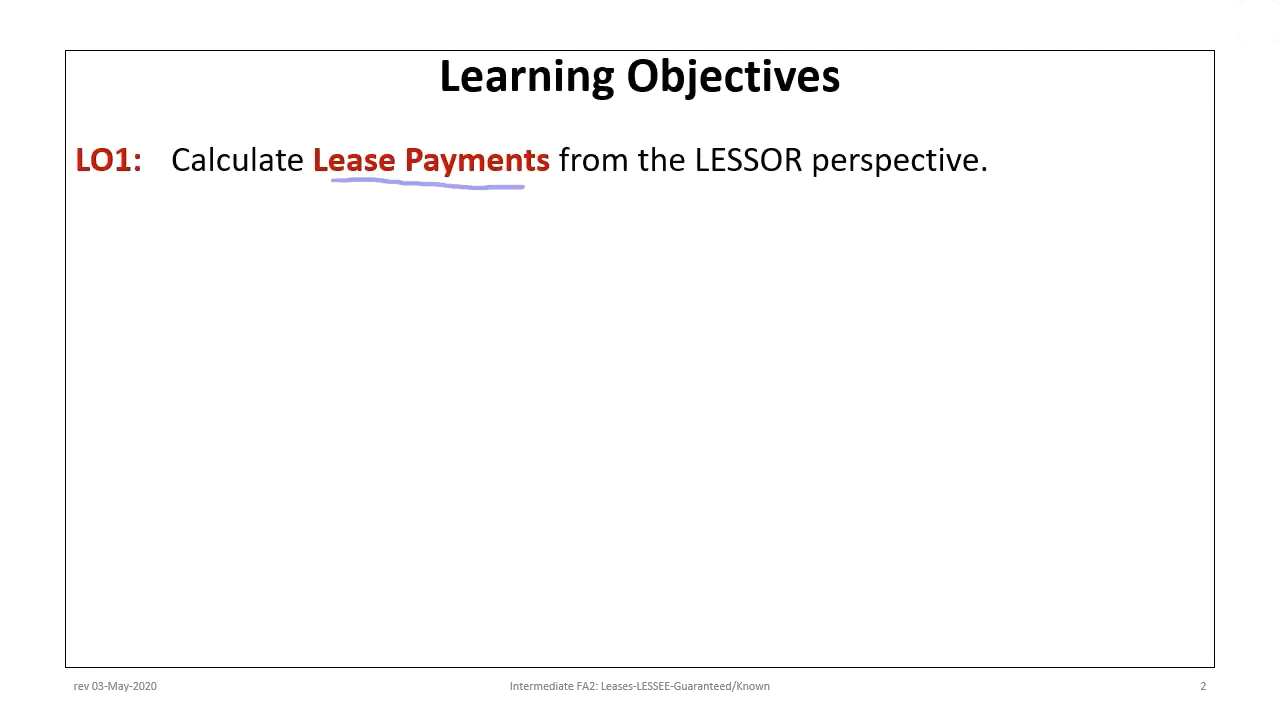 Learning Objectives
LO1: Calculate Lease Payments from the LESSOR perspective.
rev 03-May-2020 Intermediate FA2: Leases-LESSEE-Guaranteed/Known 2